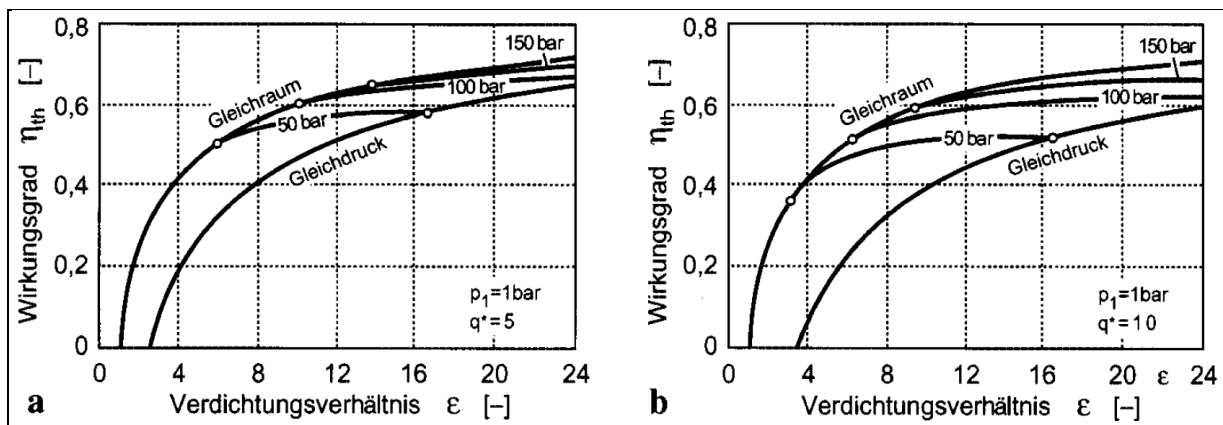 0,8
0,6
0,4
0,2
0
Wirkungsgrad η_th [–]
Gleichraum
150 bar
100 bar
50 bar
Gleichdruck
p₁=1bar
q*=5
0 4 8 12 16 20 24
a
Verdichtungsverhältnis ε [–]
0,8
0,6
0,4
0,2
0
Wirkungsgrad η_th [–]
Gleichraum
150 bar
100 bar
50 bar
Gleichdruck
p₁=1bar
q*=10
0 4 8 12 16 20 ε 24
b
Verdichtungsverhältnis ε [–]